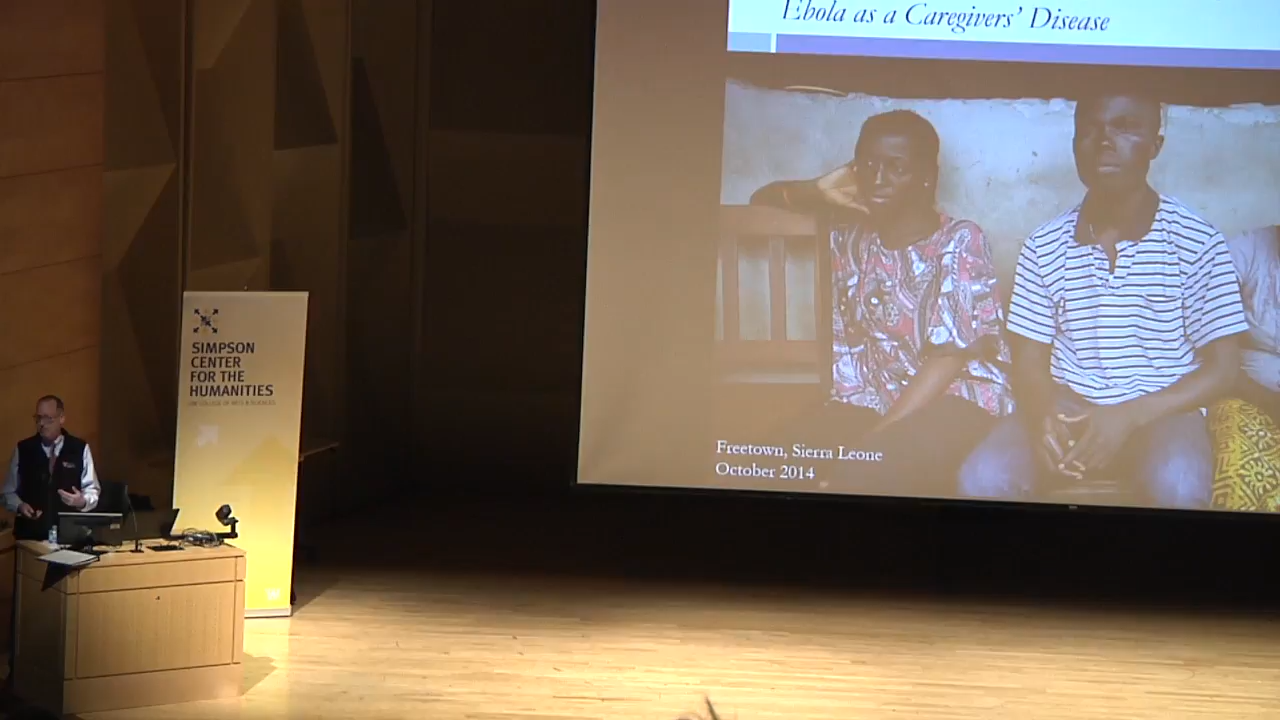 Ebola as a Caregivers' Disease
SIMPSON
CENTER
FOR THE
HUMANITIES
Freetown, Sierra Leone
October 2014